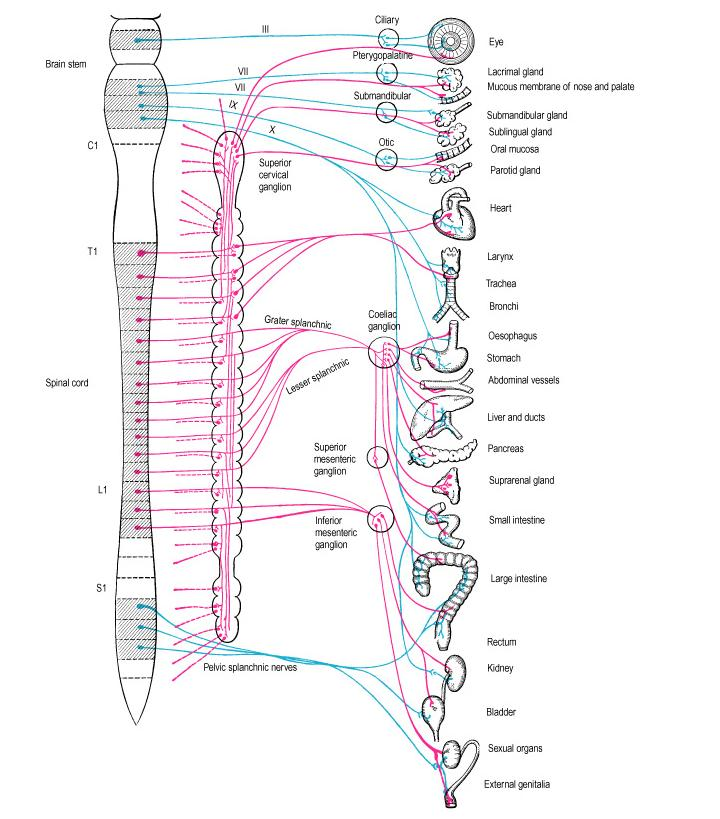 Ciliary
III
Eye
Pterygopalatine
Brain stem
VII
Lacrimal gland
VII
Mucous membrane of nose and palate
Submandibular
IX
Submandibular gland
X
Sublingual gland
C1
Otic
Oral mucosa
Superior
cervical
ganglion
Parotid gland
Heart
T1
Larynx
Trachea
Bronchi
Coeliac
ganglion
Grater splanchnic
Oesophagus
Stomach
Lesser splanchnic
Abdominal vessels
Spinal cord
Liver and ducts
Superior
mesenteric
ganglion
Pancreas
Suprarenal gland
L1
Inferior
mesenteric
ganglion
Small intestine
Large intestine
S1
Rectum
Pelvic splanchnic nerves
Kidney
Bladder
Sexual organs
External genitalia